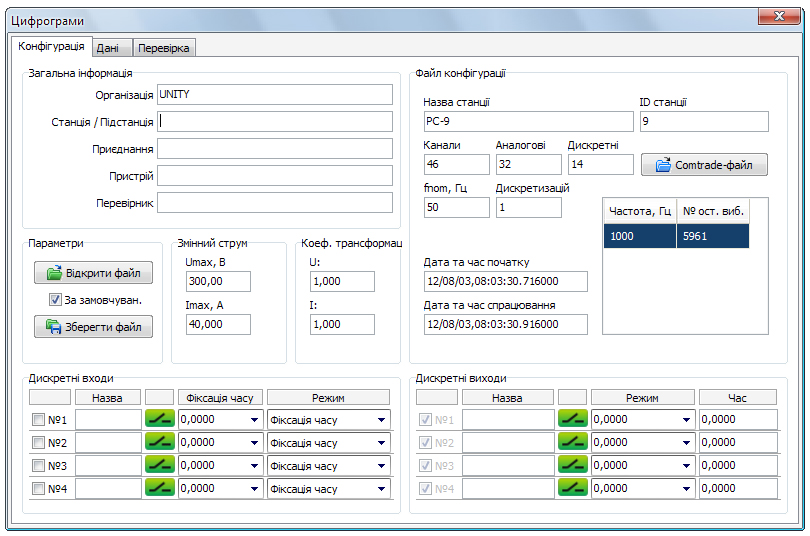 Цифрограми
Конфігурація Дані Перевірка
Загальна інформація
Організація UNITY
Станція / Підстанція
Приєднання
Пристрій
Перевірник
Файл конфігурації
Назва станції ID станції
PC-9 9
Канали Аналогові Дискретні
46 32 14 Comtrade-файл
fnom, Гц Дискретизацій
50 1
Частота, Гц № ост. виб.
1000 5961
Дата та час початку
12/08/03,08:03:30.716000
Дата та час спрацювання
12/08/03,08:03:30.916000
Параметри
Відкрити файл
За замовчуван.
Зберегти файл
Змінний струм
Umax, В
300,00
Imax, А
40,000
Коеф. трансформац
U:
1,000
I:
1,000
Дискретні входи
Назва Фіксація часу Режим
№1 0,0000 Фіксація часу
№2 0,0000 Фіксація часу
№3 0,0000 Фіксація часу
№4 0,0000 Фіксація часу
Дискретні виходи
Назва Режим Час
№1 0,0000 0,0000
№2 0,0000 0,0000
№3 0,0000 0,0000
№4 0,0000 0,0000